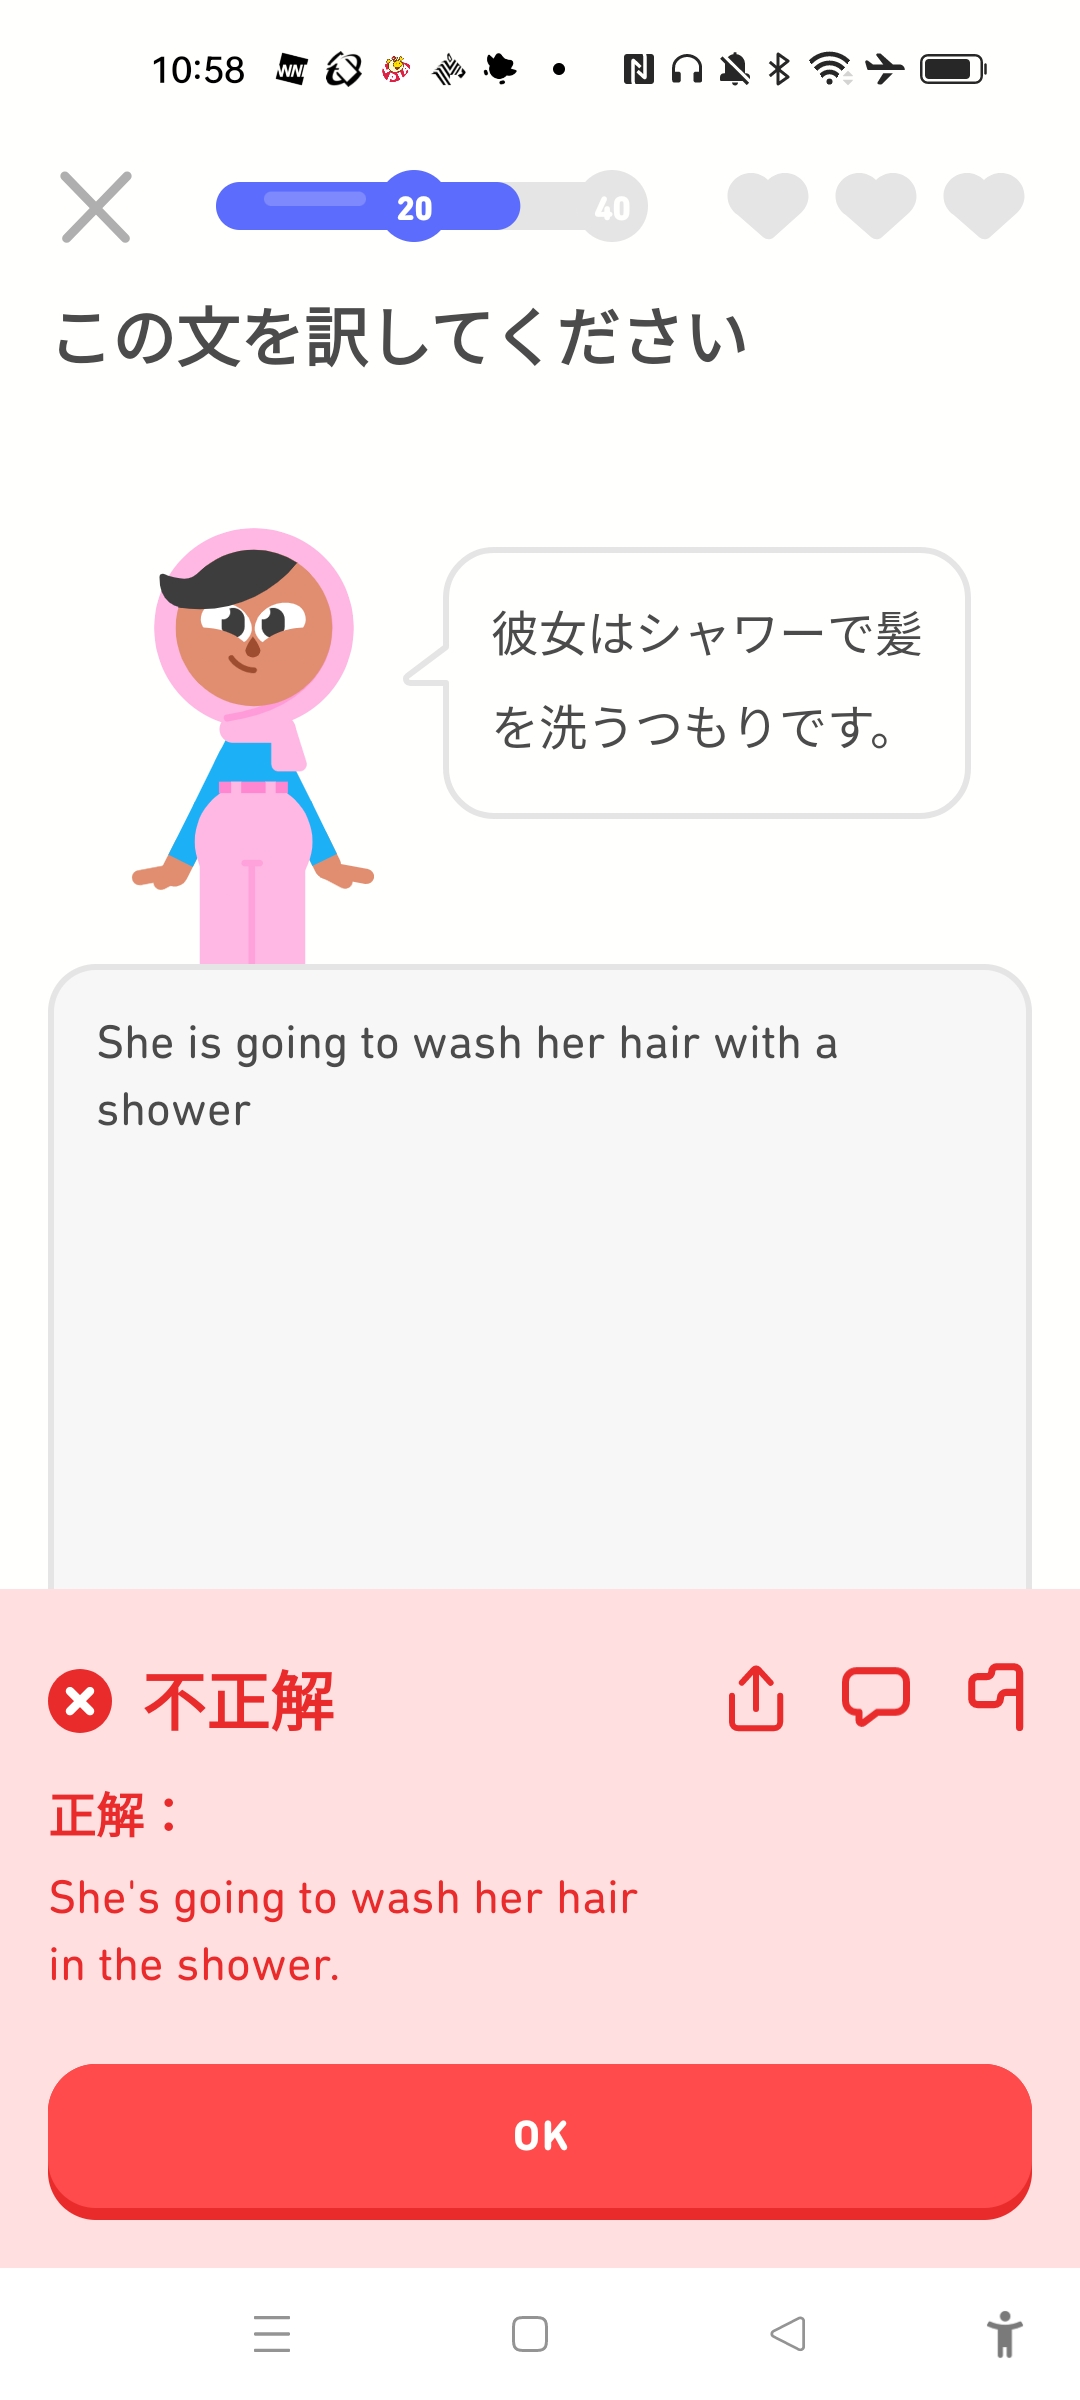 10:58
20
40
この文を訳してください
彼女はシャワーで髪
を洗うつもりです。
She is going to wash her hair with a
shower
不正解
正解：
She's going to wash her hair
in the shower.
OK